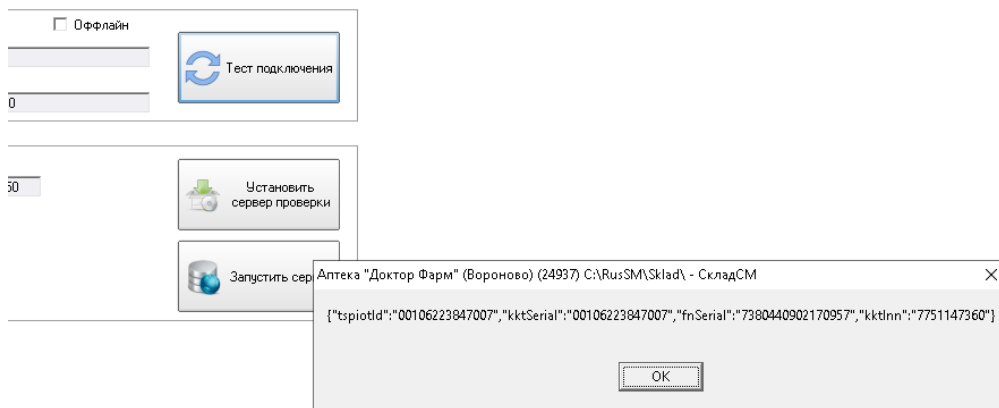 Оффлайн
Тест подключения
0
50
Установить
сервер проверки
Запустить сер
Аптека "Доктор Фарм" (Вороново) (24937) C:\RusSM\Sklad\ - СкладСМ
{"tspiotId":"00106223847007","kktSerial":"00106223847007","fnSerial":"7380440902170957","kktInn":"7751147360"}
OK